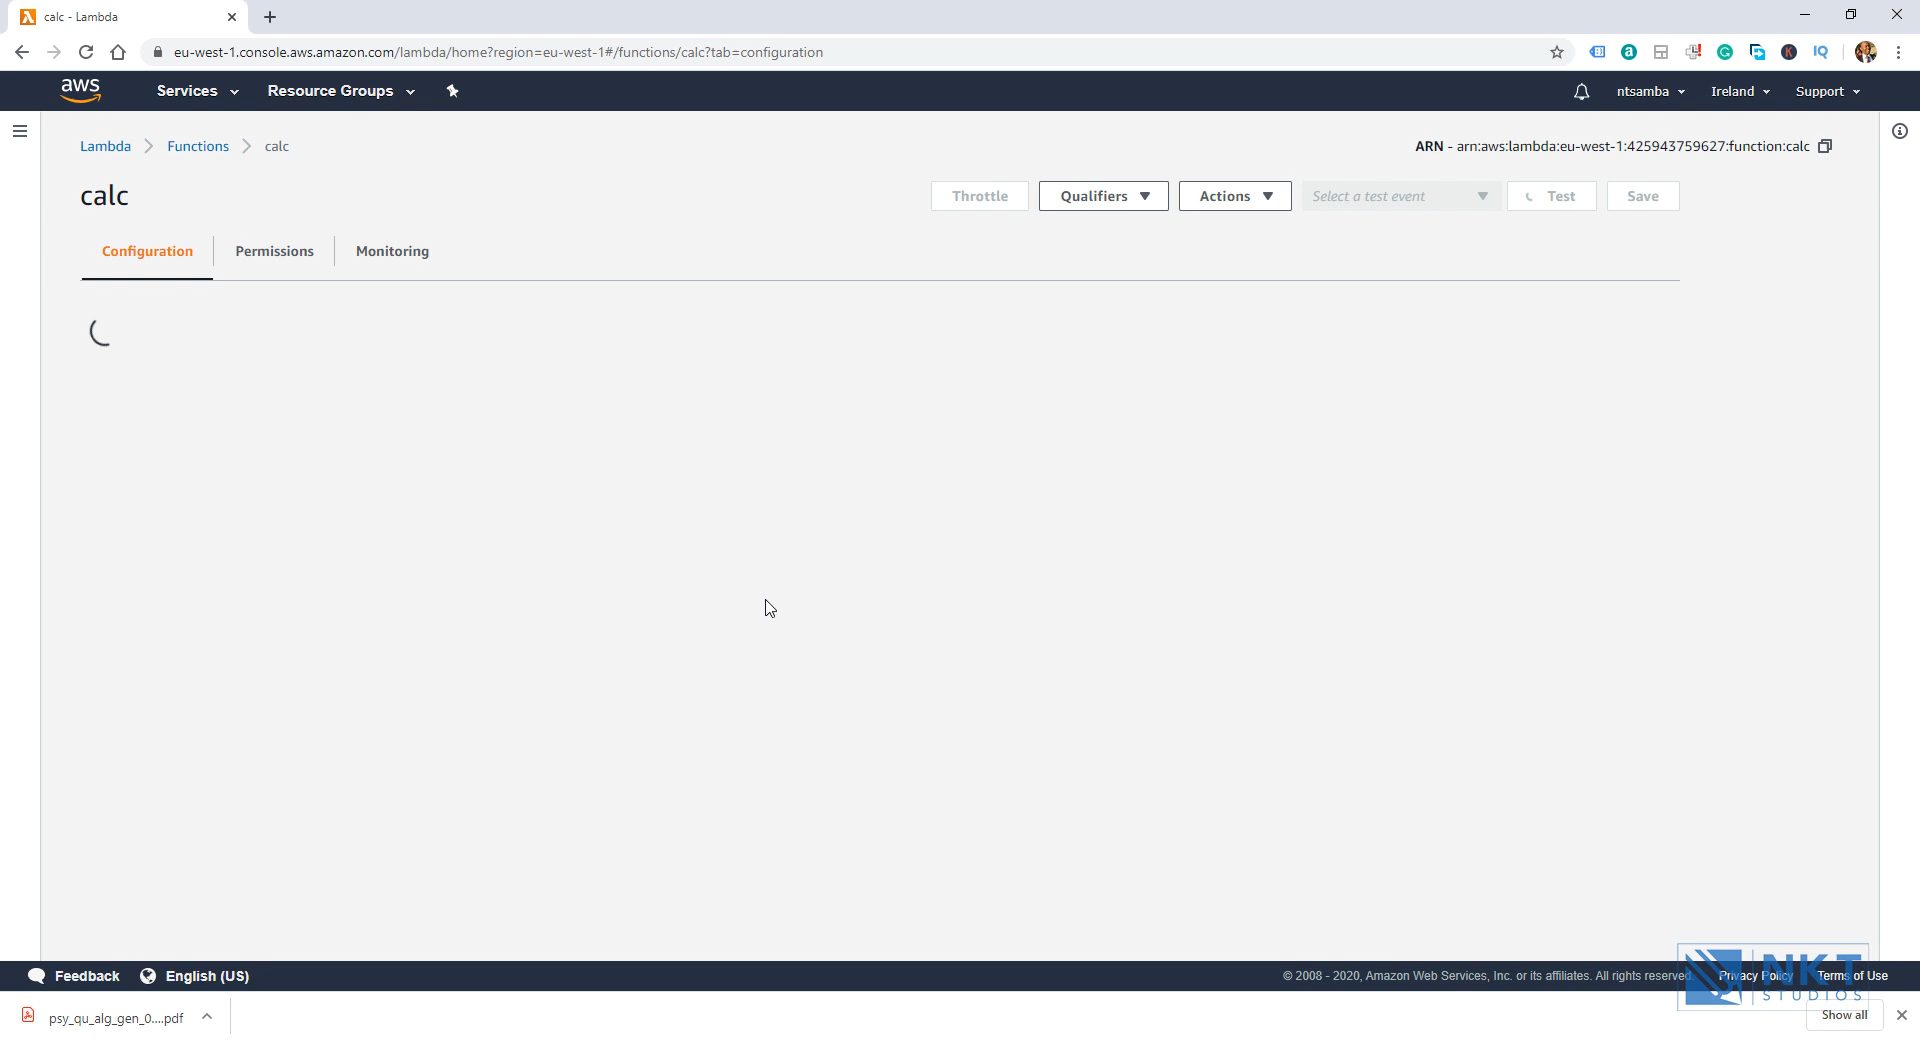 calc - Lambda
eu-west-1.console.aws.amazon.com/lambda/home?region=eu-west-1#/functions/calc?tab=configuration
aws Services Resource Groups ntsamba Ireland Support
Lambda Functions calc ARN - arn:aws:lambda:eu-west-1:425943759627:function:calc
calc Throttle Qualifiers Actions Select a test event Test Save
Configuration Permissions Monitoring
Feedback English (US) © 2008 - 2020, Amazon Web Services, Inc. or its affiliates. All rights reserved. Privacy Policy Terms of Use
NKT
STUDIOS
psy_qu_alg_gen_0....pdf Show all